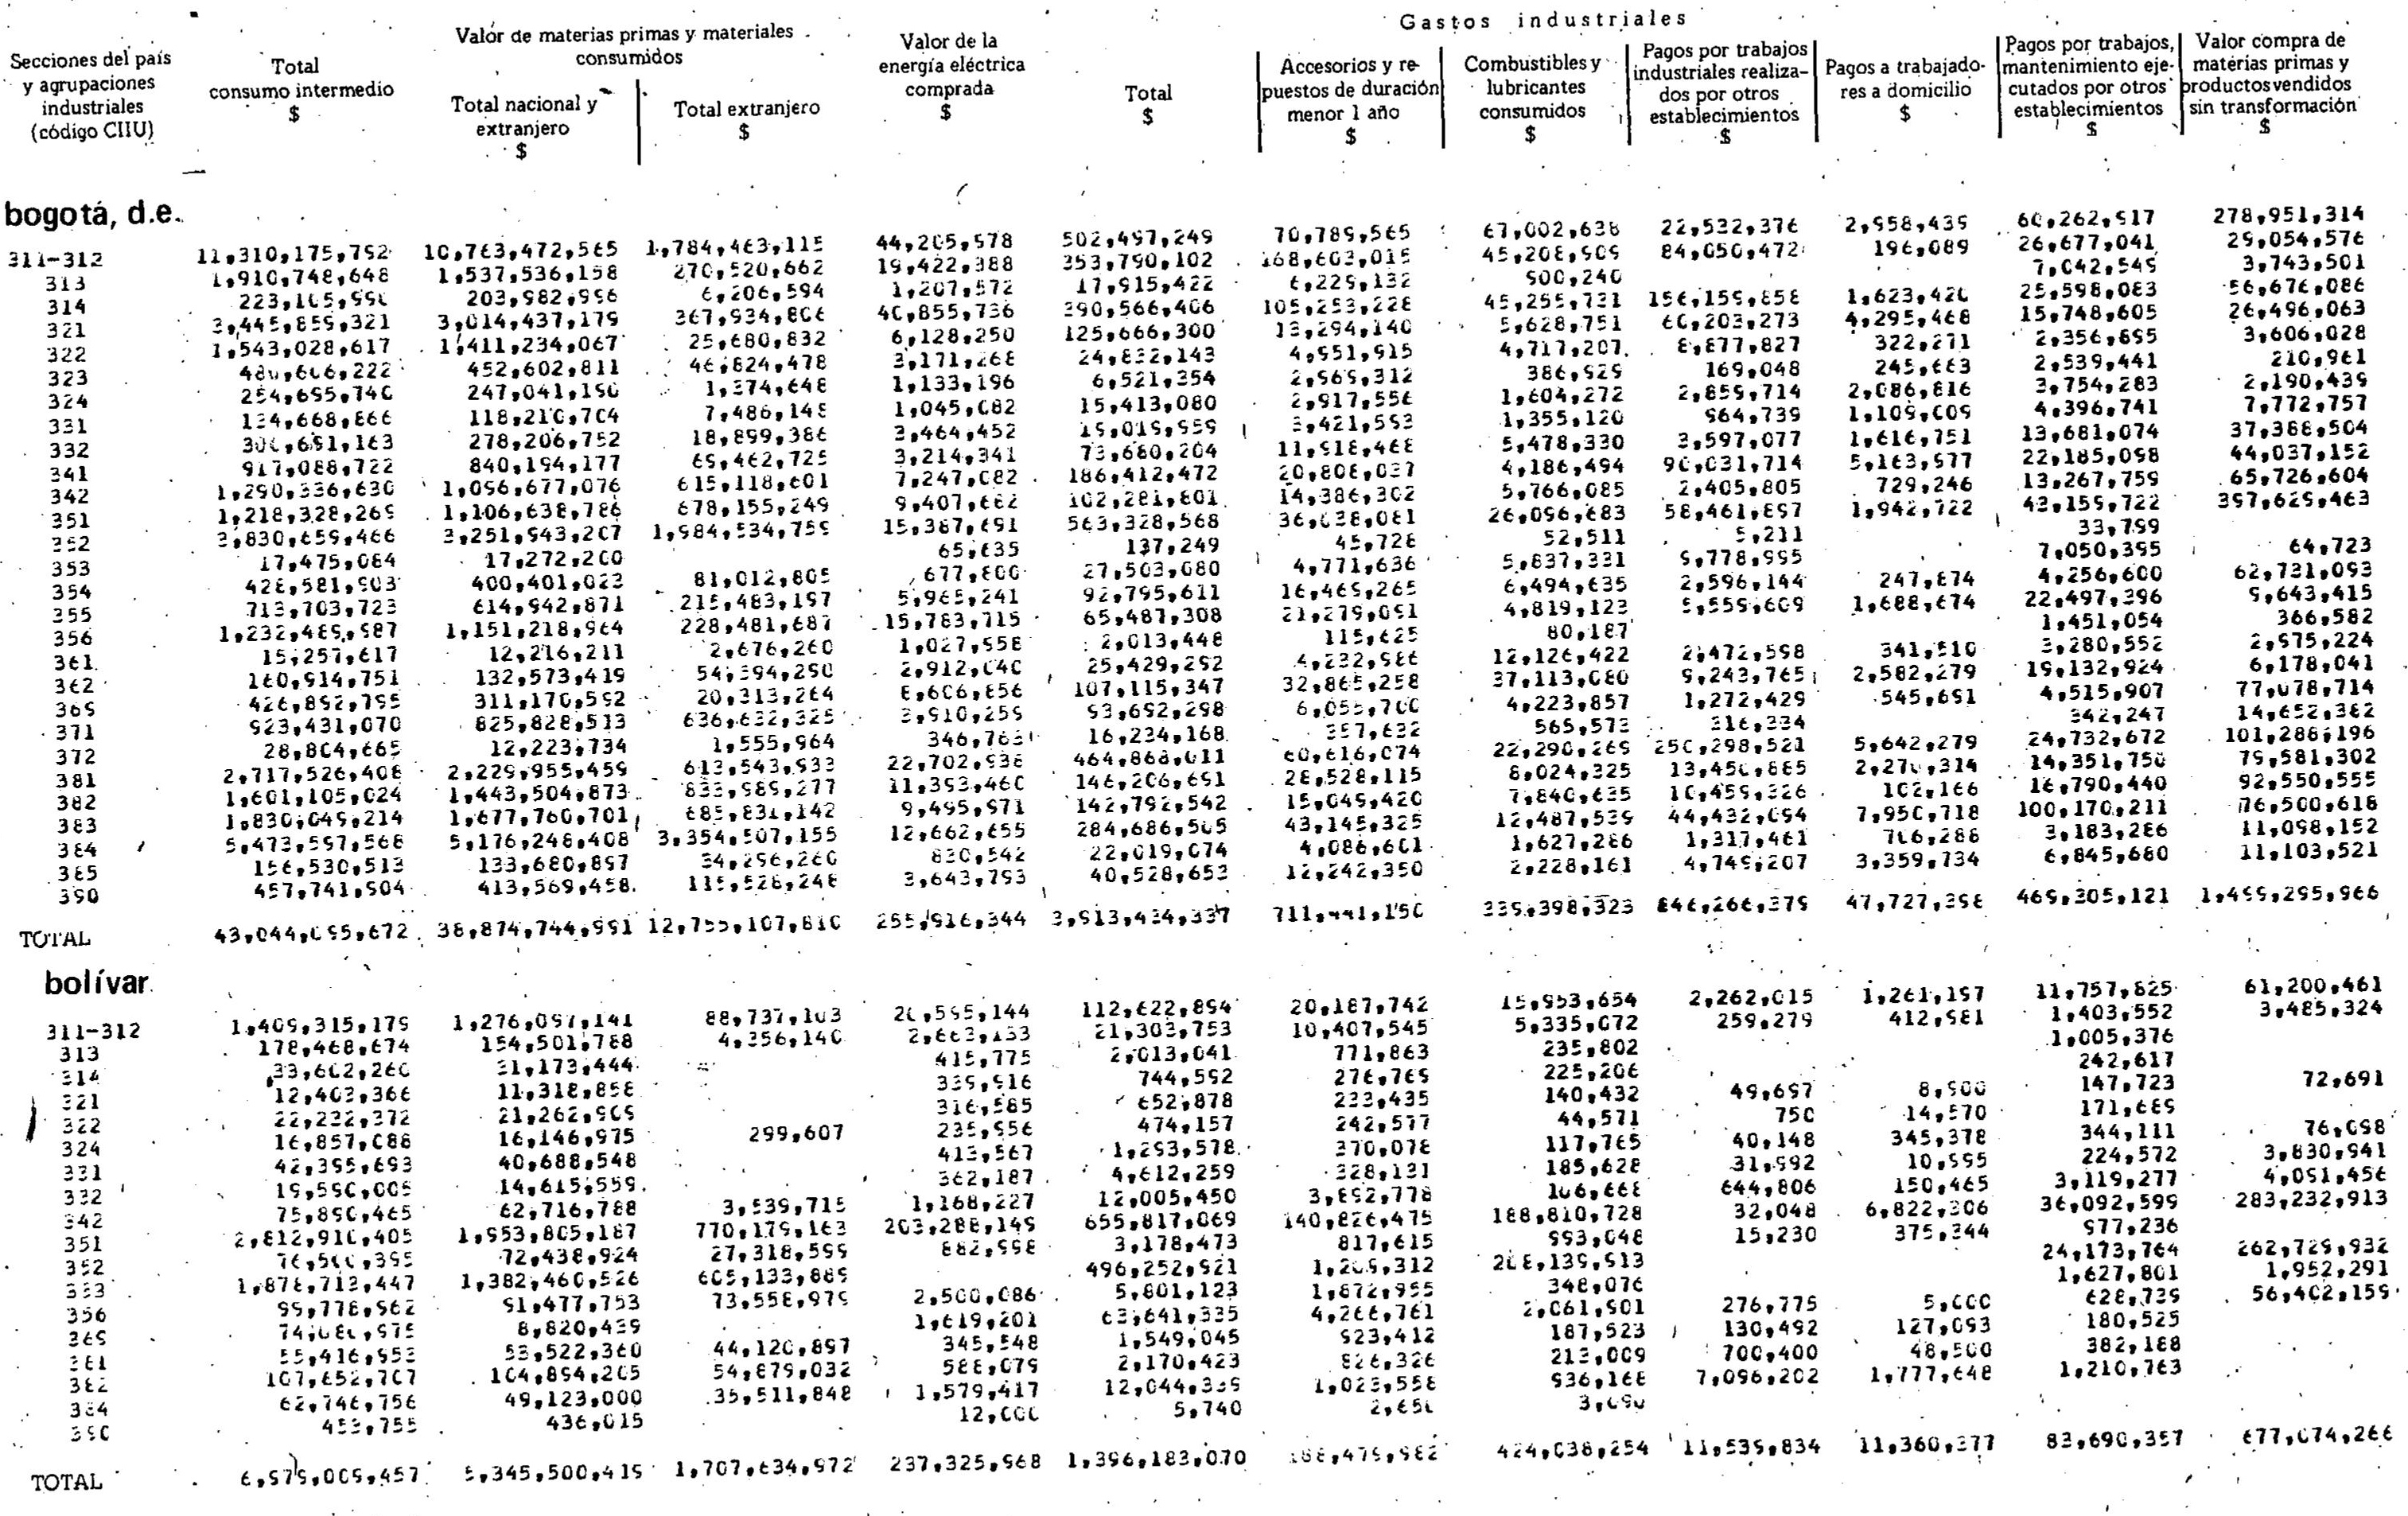 Gastos industriales
Secciones del país y agrupaciones industriales (código CIIU)
Total consumo intermedio $
Valor de materias primas y materiales consumidos
Total nacional y extranjero $
Total extranjero $
Valor de la energía eléctrica comprada $
Total $
Accesorios y repuestos de duración menor 1 año $
Combustibles y lubricantes consumidos $
Pagos por trabajos industriales realizados por otros establecimientos $
Pagos a trabajadores a domicilio $
Pagos por trabajos, mantenimiento ejecutados por otros establecimientos $
Valor compra de materias primas y productos vendidos sin transformación $
bogotá, d.e.
311-312 11,310,175,792 10,763,472,565 1,784,463,115 44,205,978 502,497,249 70,789,565 67,002,638 22,532,376 2,958,439 60,262,917 278,951,314
313 1,910,748,648 1,537,536,158 270,520,662 19,422,388 353,790,102 168,603,015 45,208,909 84,050,472 196,089 26,677,041 29,054,576
314 223,105,990 203,982,996 6,206,594 1,207,572 17,915,422 6,229,132 900,240 7,042,549 3,743,501
321 3,445,859,321 3,014,437,179 367,934,806 40,855,736 390,566,406 105,253,228 45,255,731 156,159,858 1,623,420 25,598,083 56,676,086
322 1,543,028,617 1,411,234,067 25,680,832 6,128,250 125,666,300 13,294,140 5,628,751 60,203,273 4,295,468 15,748,605 26,496,063
323 480,606,222 452,602,811 46,824,478 3,171,268 24,832,143 4,951,915 4,717,207 8,877,827 322,271 2,356,895 3,606,028
324 254,695,740 247,041,190 1,374,648 1,133,196 6,521,354 2,969,312 386,929 169,048 245,663 2,539,441 210,961
331 134,668,866 118,210,704 7,486,148 1,045,082 15,413,080 2,917,556 1,604,272 2,859,714 2,086,816 3,754,283 2,190,439
332 300,691,163 278,206,752 18,899,386 3,464,452 19,019,959 3,421,593 1,355,120 964,739 1,109,009 4,396,741 7,772,757
341 917,088,722 840,194,177 69,462,725 3,214,341 73,680,204 11,918,468 5,478,330 3,597,077 1,616,751 13,681,074 37,388,504
342 1,290,336,630 1,096,677,076 615,118,601 7,247,082 186,412,472 20,808,037 4,186,494 90,031,714 5,163,977 22,185,098 44,037,152
351 1,218,328,269 1,106,638,786 678,155,249 9,407,682 102,281,801 14,386,302 5,766,085 2,405,805 729,246 13,267,759 65,726,604
352 3,830,659,466 3,251,943,207 1,984,534,759 15,387,691 563,328,568 36,038,081 26,096,683 58,461,897 1,942,722 43,159,722 397,629,463
353 17,475,084 17,272,200 65,635 137,249 45,728 52,511 5,211 33,799
354 428,581,903 400,401,023 81,012,805 677,800 27,503,080 4,771,636 5,837,331 9,778,995 7,050,395 64,723
355 713,703,723 614,942,871 215,483,197 5,965,241 92,795,611 16,469,265 6,494,635 2,596,144 247,874 4,256,600 62,731,093
356 1,232,489,987 1,151,218,964 228,481,687 15,783,715 65,487,308 21,279,091 4,819,123 5,559,609 1,688,674 22,497,396 9,643,415
361 15,257,617 12,216,211 2,676,260 1,027,958 2,013,448 115,625 80,187 1,451,054 366,582
362 160,914,751 132,573,419 54,394,290 2,912,040 25,429,292 4,232,986 12,126,422 2,472,598 341,510 3,280,552 2,975,224
369 426,892,795 311,170,592 20,313,264 8,606,856 107,115,347 32,865,258 37,113,080 9,243,765 2,582,279 19,132,924 6,178,041
371 923,431,070 825,828,513 636,632,325 3,910,259 93,692,298 6,055,700 4,223,857 1,272,429 545,691 4,515,907 77,078,714
372 28,804,665 12,223,734 1,555,964 346,763 16,234,168 357,632 565,573 316,334 342,247 14,652,382
381 2,717,526,408 2,229,955,459 613,543,933 22,702,938 464,868,011 60,616,074 22,290,269 250,298,521 5,642,279 24,732,672 101,288,196
382 1,601,105,024 1,443,504,873 833,989,277 11,393,460 146,206,691 28,528,115 8,024,325 13,450,885 2,270,314 14,351,750 79,581,302
383 1,830,049,214 1,677,760,701 685,831,142 9,495,971 142,792,542 15,049,420 7,840,635 10,459,326 102,166 16,790,440 92,550,555
384 5,473,597,568 5,176,248,408 3,354,507,155 12,662,655 284,686,505 43,145,325 12,487,539 44,432,094 7,950,718 100,170,211 76,500,618
385 156,530,513 133,680,897 34,296,260 830,542 22,019,074 4,086,601 1,627,286 1,317,461 706,288 3,183,286 11,098,152
390 457,741,904 413,569,458 115,528,248 3,643,793 40,528,653 12,242,350 2,228,161 4,749,207 3,359,734 6,845,680 11,103,521
TOTAL 43,044,095,672 38,874,744,991 12,755,107,810 255,916,344 3,913,434,337 711,441,150 339,398,323 846,266,379 47,727,398 469,305,121 1,499,295,966
bolívar
311-312 1,409,315,179 1,276,097,141 88,737,103 20,595,144 112,622,894 20,187,742 15,953,654 2,262,015 1,261,197 11,757,825 61,200,461
313 178,468,674 154,501,788 4,356,140 2,663,133 21,303,753 10,407,545 5,335,072 259,279 412,981 1,403,552 3,485,324
314 33,602,260 31,173,444 415,775 2,013,041 771,863 235,802 1,005,376
321 12,403,366 11,318,858 339,916 744,592 276,769 225,206 242,617
322 22,232,372 21,262,909 316,585 652,878 233,435 140,432 49,697 8,900 147,723 72,691
324 16,857,088 16,146,975 299,607 235,956 474,157 242,577 44,571 750 14,570 171,689
331 42,395,693 40,688,548 413,567 1,293,578 370,078 117,765 40,148 345,378 344,111 76,098
332 19,590,005 14,615,559 362,187 4,612,259 328,131 185,628 31,992 10,995 224,572 3,830,941
342 75,890,465 62,716,788 3,539,715 1,168,227 12,005,450 3,892,778 106,668 644,806 150,465 3,119,277 4,091,456
351 2,812,910,405 1,953,805,187 770,179,163 203,288,149 655,817,069 140,826,475 188,810,728 32,048 6,822,306 36,092,599 283,232,913
352 76,500,395 72,438,924 27,318,599 882,998 3,178,473 817,615 993,048 15,230 375,344 977,236
353 1,878,713,447 1,382,460,526 605,133,889 496,252,921 1,209,312 208,139,913 24,173,764 262,729,932
356 99,778,962 91,477,753 73,558,979 2,500,086 5,801,123 1,872,955 348,076 1,627,801 1,952,291
369 74,080,975 8,820,439 1,619,201 63,641,335 4,266,761 2,061,901 276,775 5,000 628,739 56,402,159
381 55,416,953 53,522,360 44,120,897 345,548 1,549,045 923,412 187,523 130,492 127,093 180,525
382 107,652,707 104,894,205 54,879,032 588,079 2,170,423 826,326 213,009 700,400 48,500 382,188
384 62,746,756 49,123,000 35,511,848 1,579,417 12,044,339 1,023,558 936,168 7,096,202 1,777,648 1,210,763
390 453,755 436,015 12,000 5,740 2,650 3,090
TOTAL 6,979,009,457 5,345,500,419 1,707,634,972 237,325,968 1,396,183,070 188,479,982 424,038,254 11,539,834 11,360,377 83,690,357 677,074,266